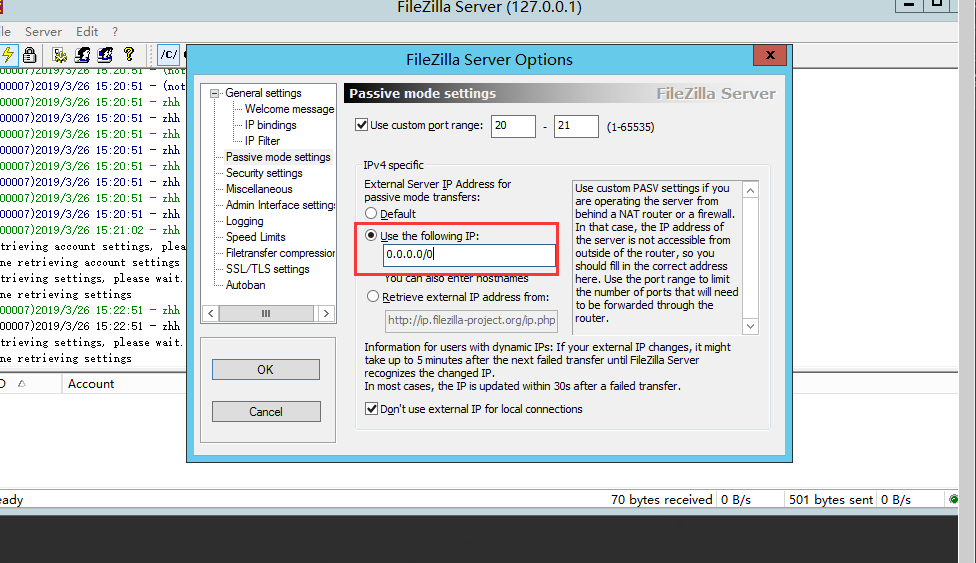 FileZilla Server (127.0.0.1)
Server Edit ?
/C/
FileZilla Server Options
X
00007)2019/3/26 15:20:51 - (not
00007)2019/3/26 15:20:51 - (not
00007)2019/3/26 15:20:51 - zhh
00007)2019/3/26 15:20:51 - zhh
00007)2019/3/26 15:20:51 - zhh
00007)2019/3/26 15:20:51 - zhh
00007)2019/3/26 15:20:51 - zhh
00007)2019/3/26 15:20:51 - zhh
00007)2019/3/26 15:20:51 - zhh
00007)2019/3/26 15:20:51 - zhh
00007)2019/3/26 15:21:02 - zhh
trieving account settings, plea
ne retrieving account settings
trieving settings, please wait.
ne retrieving settings
00007)2019/3/26 15:22:51 - zhh
00007)2019/3/26 15:22:51 - zhh
trieving settings, please wait.
ne retrieving settings
General settings
Welcome message
IP bindings
IP Filter
Passive mode settings
Security settings
Miscellaneous
Admin Interface settings
Logging
Speed Limits
Filetransfer compression
SSL/TLS settings
Autoban
OK
Cancel
Passive mode settings
FileZilla Server
Use custom port range: 20 - 21 (1-65535)
IPv4 specific
External Server IP Address for
passive mode transfers:
Default
Use the following IP:
0.0.0.0/0
You can also enter hostnames
Retrieve external IP address from:
http://ip.filezilla-project.org/ip.php
Use custom PASV settings if you
are operating the server from
behind a NAT router or a firewall.
In that case, the IP address of
the server is not accessible from
outside of the router, so you
should fill in the correct address
here. Use the port range to limit
the number of ports that will need
to be forwarded through the
router.
Information for users with dynamic IPs: If your external IP changes, it might
take up to 5 minutes after the next failed transfer until FileZilla Server
recognizes the changed IP.
In most cases, the IP is updated within 30s after a failed transfer.
Don't use external IP for local connections
Account
eady
70 bytes received 0 B/s 501 bytes sent 0 B/s